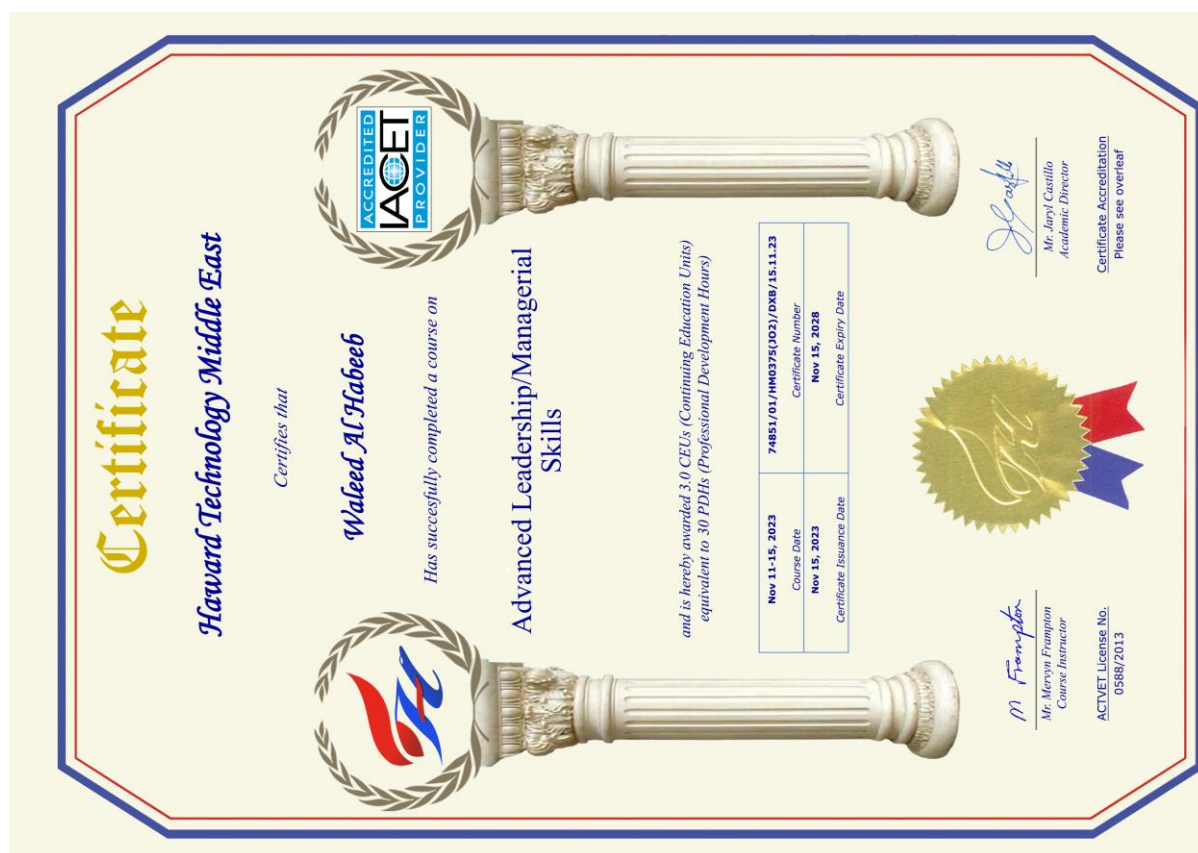 Certificate
Haward Technology Middle East
Certifies that
ACCREDITED
IACET
PROVIDER
Waleed Al Habeeb
Has succesfully completed a course on
Advanced Leadership/Managerial
Skills
and is hereby awarded 3.0 CEUs (Continuing Education Units)
equivalent to 30 PDHs (Professional Development Hours)
Nov 11-15, 2023
Course Date
74851/01/HM0375(JO2)/DXB/15.11.23
Certificate Number
Nov 15, 2023
Certificate Issuance Date
Nov 15, 2028
Certificate Expiry Date
M Frampton
Mr. Mervyn Frampton
Course Instructor
ACTVET License No.
0588/2013
JCastillo
Mr. Jaryl Castillo
Academic Director
Certificate Accreditation
Please see overleaf